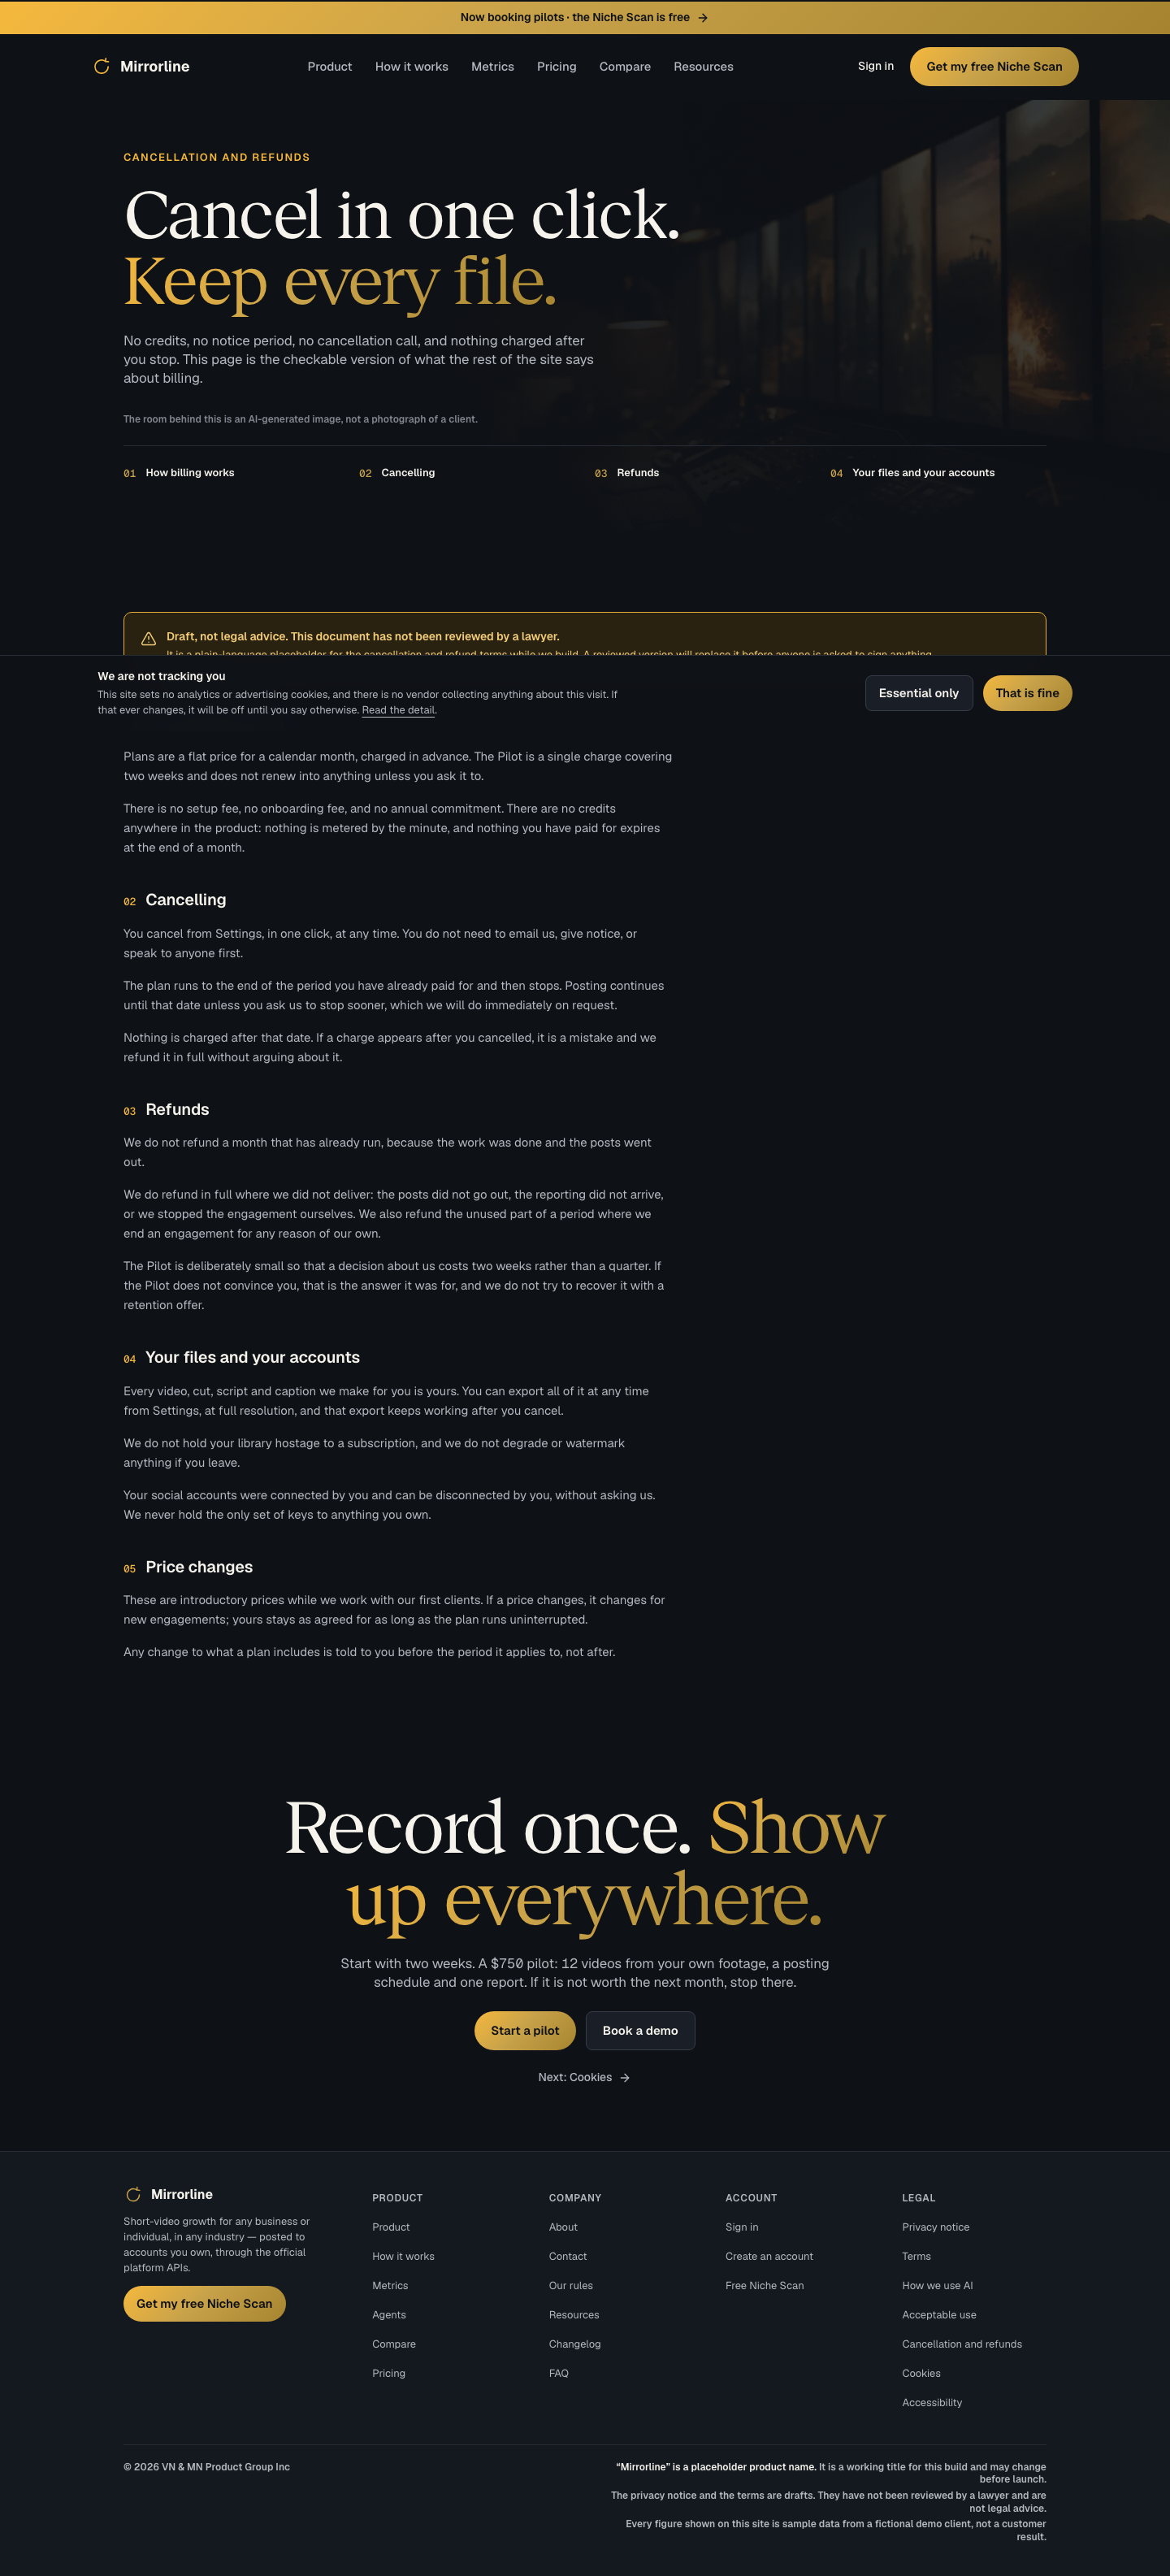 Now booking pilots · the Niche Scan is free →
Mirrorline
Product
How it works
Metrics
Pricing
Compare
Resources
Sign in
Get my free Niche Scan
CANCELLATION AND REFUNDS
Cancel in one click.
Keep every file.
No credits, no notice period, no cancellation call, and nothing charged after
you stop. This page is the checkable version of what the rest of the site says
about billing.
The room behind this is an AI-generated image, not a photograph of a client.
01 How billing works
02 Cancelling
03 Refunds
04 Your files and your accounts
Draft, not legal advice. This document has not been reviewed by a lawyer.
It is a plain-language placeholder for the cancellation and refund terms while we build. A reviewed version will replace it before anyone is asked to sign anything.
We are not tracking you
This site sets no analytics or advertising cookies, and there is no vendor collecting anything about this visit. If
that ever changes, it will be off until you say otherwise. Read the detail.
Essential only
That is fine
Plans are a flat price for a calendar month, charged in advance. The Pilot is a single charge covering
two weeks and does not renew into anything unless you ask it to.
There is no setup fee, no onboarding fee, and no annual commitment. There are no credits
anywhere in the product: nothing is metered by the minute, and nothing you have paid for expires
at the end of a month.
02 Cancelling
You cancel from Settings, in one click, at any time. You do not need to email us, give notice, or
speak to anyone first.
The plan runs to the end of the period you have already paid for and then stops. Posting continues
until that date unless you ask us to stop sooner, which we will do immediately on request.
Nothing is charged after that date. If a charge appears after you cancelled, it is a mistake and we
refund it in full without arguing about it.
03 Refunds
We do not refund a month that has already run, because the work was done and the posts went
out.
We do refund in full where we did not deliver: the posts did not go out, the reporting did not arrive,
or we stopped the engagement ourselves. We also refund the unused part of a period where we
end an engagement for any reason of our own.
The Pilot is deliberately small so that a decision about us costs two weeks rather than a quarter. If
the Pilot does not convince you, that is the answer it was for, and we do not try to recover it with a
retention offer.
04 Your files and your accounts
Every video, cut, script and caption we make for you is yours. You can export all of it at any time
from Settings, at full resolution, and that export keeps working after you cancel.
We do not hold your library hostage to a subscription, and we do not degrade or watermark
anything if you leave.
Your social accounts were connected by you and can be disconnected by you, without asking us.
We never hold the only set of keys to anything you own.
05 Price changes
These are introductory prices while we work with our first clients. If a price changes, it changes for
new engagements; yours stays as agreed for as long as the plan runs uninterrupted.
Any change to what a plan includes is told to you before the period it applies to, not after.
Record once. Show
up everywhere.
Start with two weeks. A $750 pilot: 12 videos from your own footage, a posting
schedule and one report. If it is not worth the next month, stop there.
Start a pilot
Book a demo
Next: Cookies →
Mirrorline
Short-video growth for any business or
individual, in any industry — posted to
accounts you own, through the official
platform APIs.
Get my free Niche Scan
PRODUCT
Product
How it works
Metrics
Agents
Compare
Pricing
COMPANY
About
Contact
Our rules
Resources
Changelog
FAQ
ACCOUNT
Sign in
Create an account
Free Niche Scan
LEGAL
Privacy notice
Terms
How we use AI
Acceptable use
Cancellation and refunds
Cookies
Accessibility
© 2026 VN & MN Product Group Inc
“Mirrorline” is a placeholder product name. It is a working title for this build and may change
before launch.
The privacy notice and the terms are drafts. They have not been reviewed by a lawyer and are
not legal advice.
Every figure shown on this site is sample data from a fictional demo client, not a customer
result.